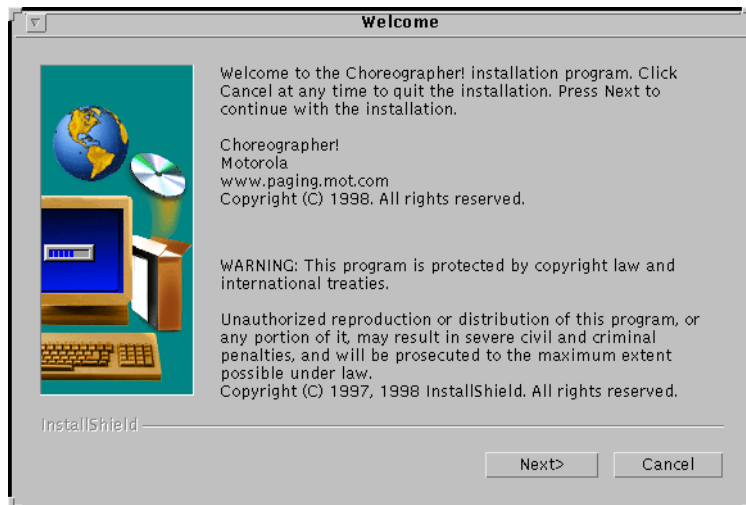 Welcome
Welcome to the Choreographer! installation program. Click
Cancel at any time to quit the installation. Press Next to
continue with the installation.
Choreographer!
Motorola
www.paging.mot.com
Copyright (C) 1998. All rights reserved.
WARNING: This program is protected by copyright law and
international treaties.
Unauthorized reproduction or distribution of this program, or
any portion of it, may result in severe civil and criminal
penalties, and will be prosecuted to the maximum extent
possible under law.
Copyright (C) 1997, 1998 InstallShield. All rights reserved.
InstallShield
Next>
Cancel